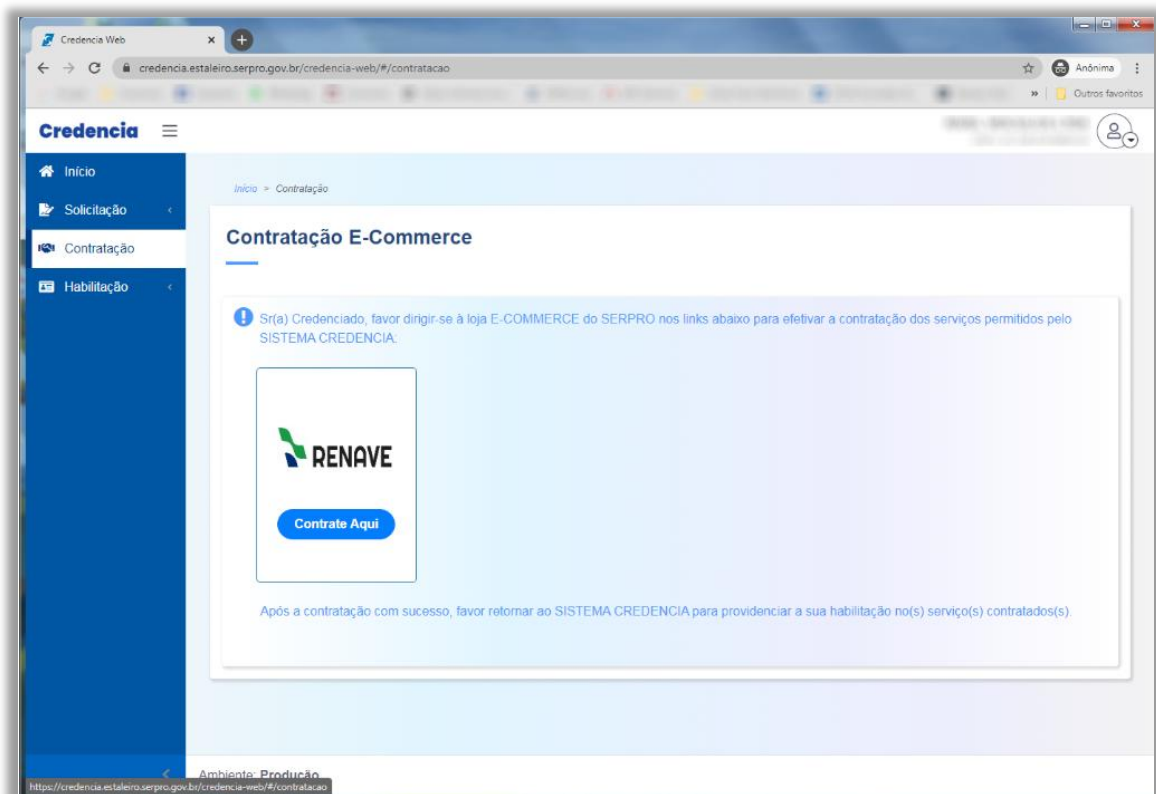 Credencia Web
credencia.estaleiro.serpro.gov.br/credencia-web/#/contratacao
Anônima
Outros favoritos
Credencia
Início
Solicitação
Contratação
Habilitação
Início > Contratação
Contratação E-Commerce
Sr(a) Credenciado, favor dirigir-se à loja E-COMMERCE do SERPRO nos links abaixo para efetivar a contratação dos serviços permitidos pelo
SISTEMA CREDENCIA:
RENAVE
Contrate Aqui
Após a contratação com sucesso, favor retornar ao SISTEMA CREDENCIA para providenciar a sua habilitação no(s) serviço(s) contratados(s).
Ambiente: Produção
https://credencia.estaleiro.serpro.gov.br/credencia-web/#/contratacao